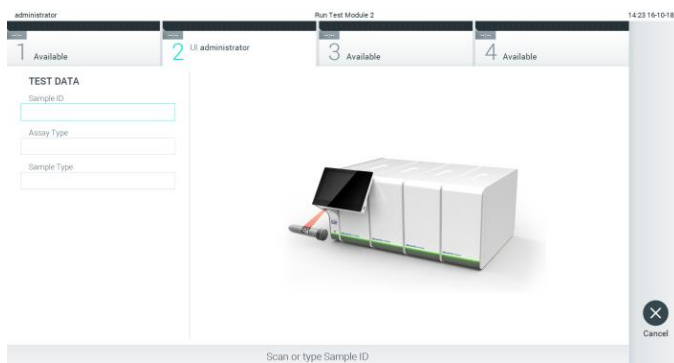 administrator
Run Test Module 2
14:23 16-10-18
--:-- --:-- --:-- --:--
1 Available
2 UI administrator
3 Available
4 Available
TEST DATA
Sample ID
Assay Type
Sample Type
Cancel
Scan or type Sample ID